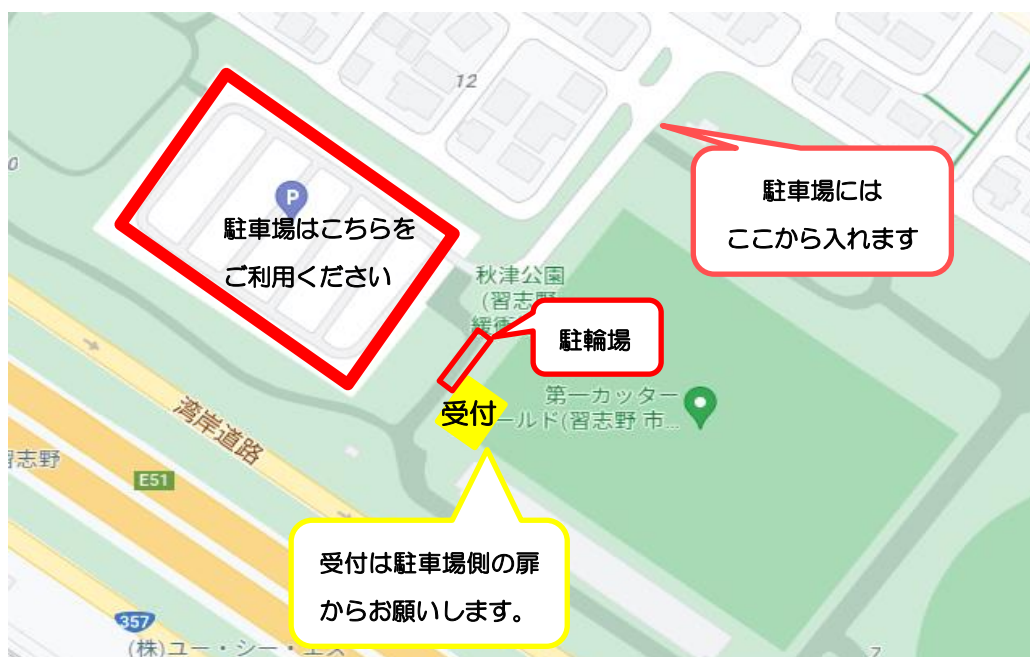 12
P
駐車場はこちらを
ご利用ください
駐車場には
ここから入れます
秋津公園
(習志野
駐輪場
第一カッター
ールド(習志野 市...
受付
湾岸道路
習志野
E51
受付は駐車場側の扉
からお願いします。
357
(株)ユー・シー・
7